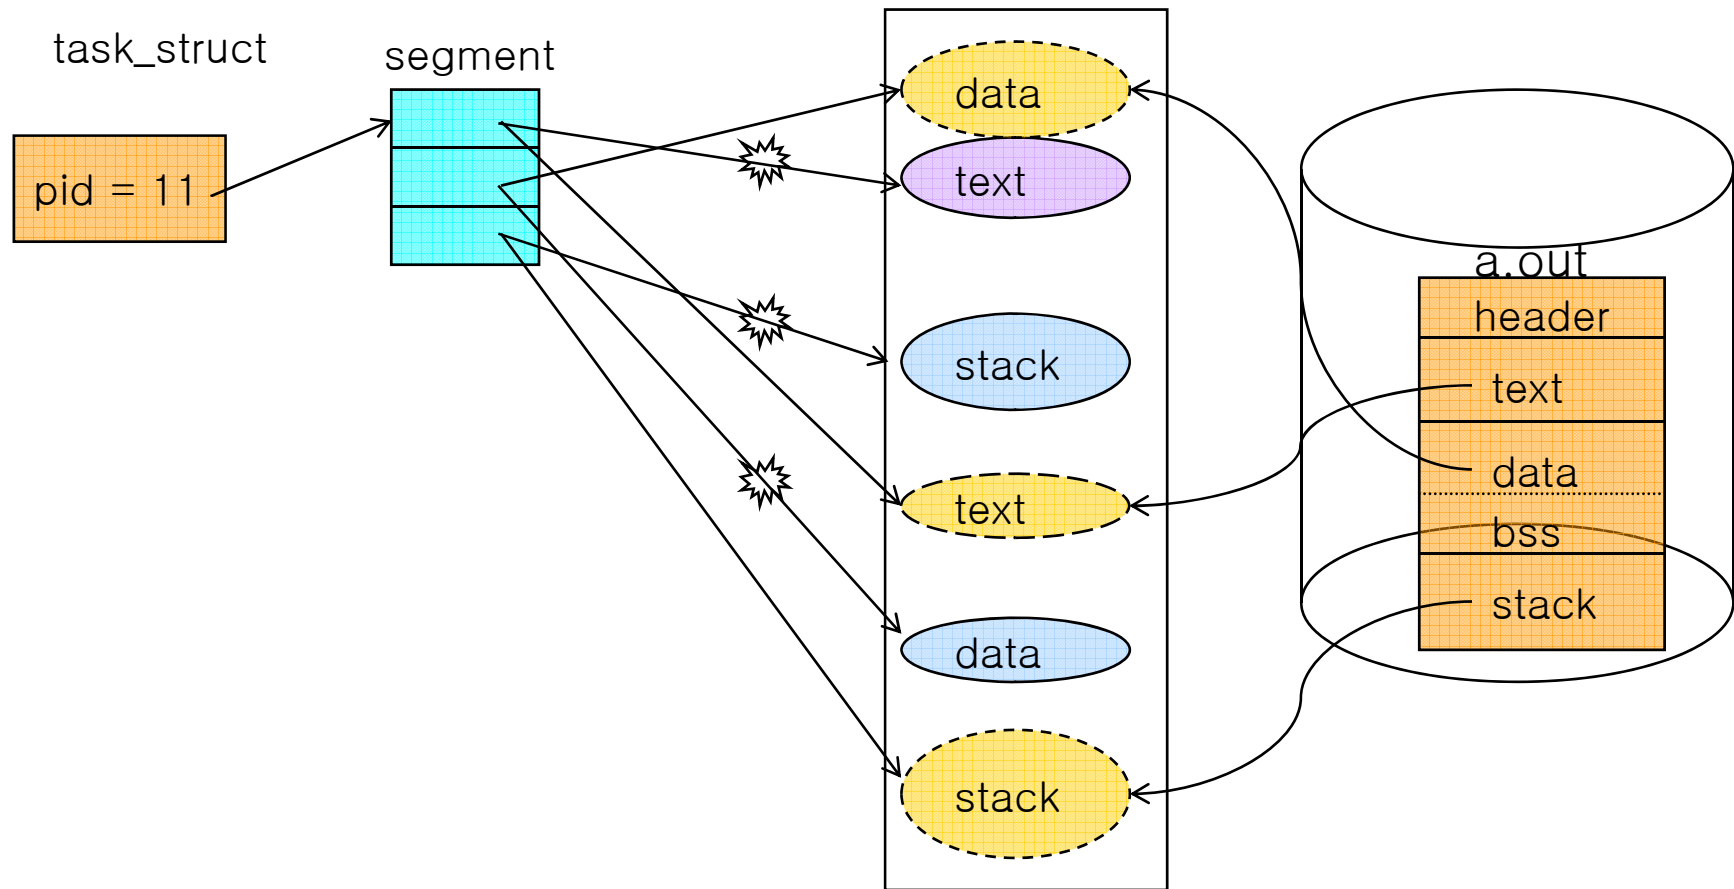 task_struct
pid = 11
segment
data
text
stack
text
data
stack
a.out
header
text
data
bss
stack